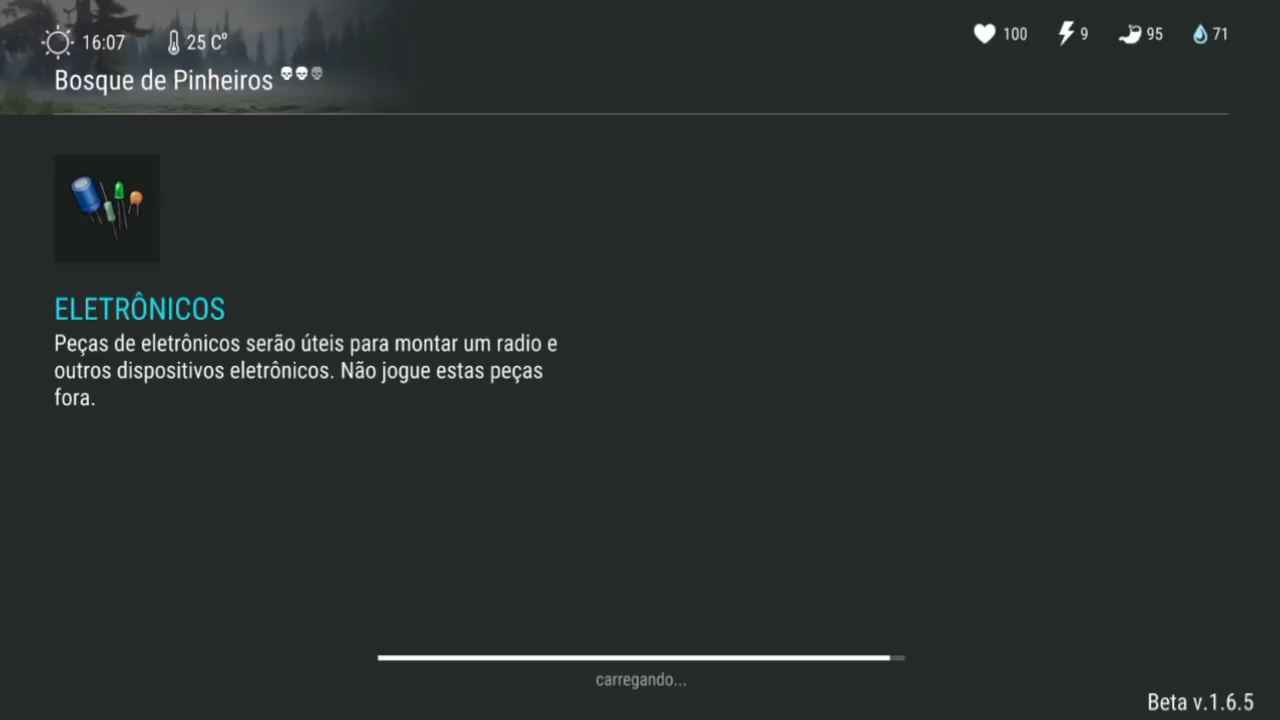 16:07 25 Cº
100 9 95 71
Bosque de Pinheiros
ELETRÔNICOS
Peças de eletrônicos serão úteis para montar um radio e
outros dispositivos eletrônicos. Não jogue estas peças
fora.
carregando...
Beta v.1.6.5